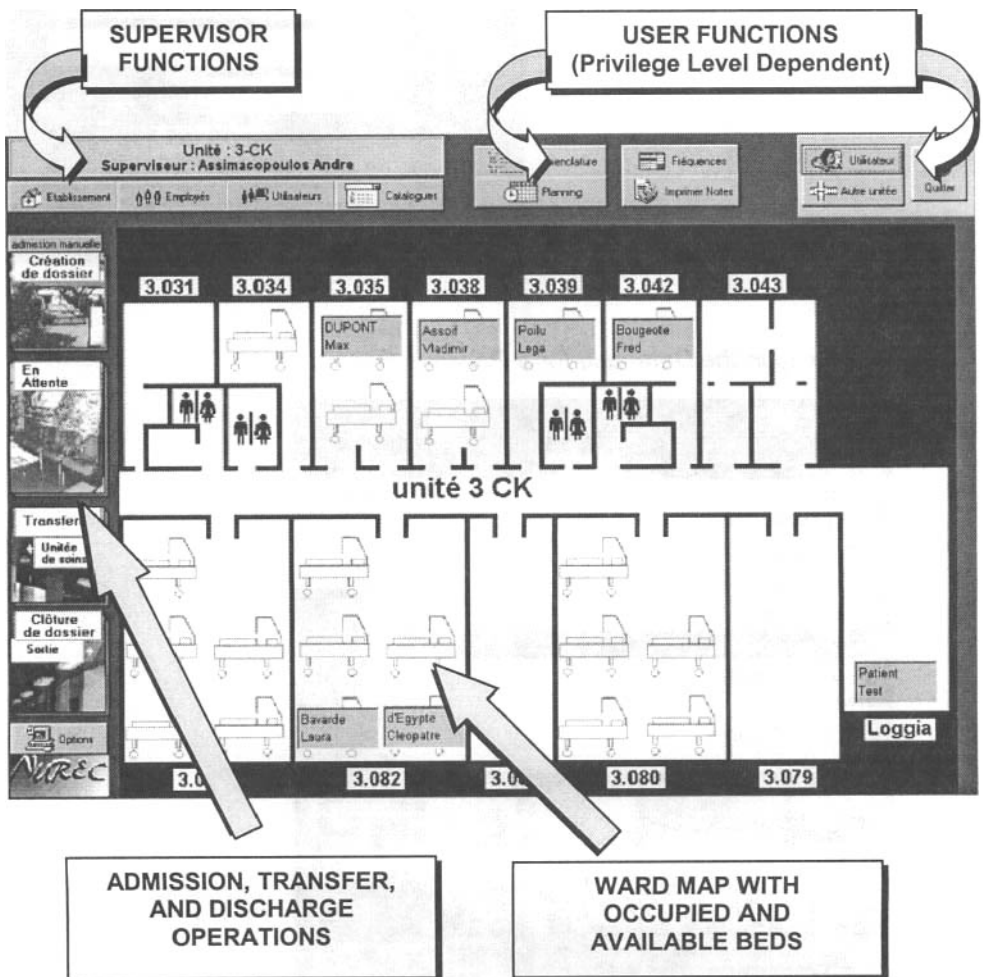 SUPERVISOR
FUNCTIONS
USER FUNCTIONS
(Privilege Level Dependent)
Unité : 3-CK
Superviseur : Assimacopoulos Andre
Etablissement
Employés
Utilisateurs
Catalogues
Planning
Fréquences
Imprimer Notes
Utilisateur
Autre unitée
Quitter
admission manuelle
Création
de dossier
En
Attente
Unitée
de soins
Clôture
de dossier
Sortie
Options
NUREC
3.031
3.034
3.035
3.038
3.039
3.042
3.043
DUPONT
Max
Assoif
Vladimir
Poilu
Lega
Bougeote
Fred
unité 3 CK
Bavarde
Laura
d'Egypte
Cleopatre
Patient
Test
Loggia
3.082
3.080
3.079
ADMISSION, TRANSFER,
AND DISCHARGE
OPERATIONS
WARD MAP WITH
OCCUPIED AND
AVAILABLE BEDS